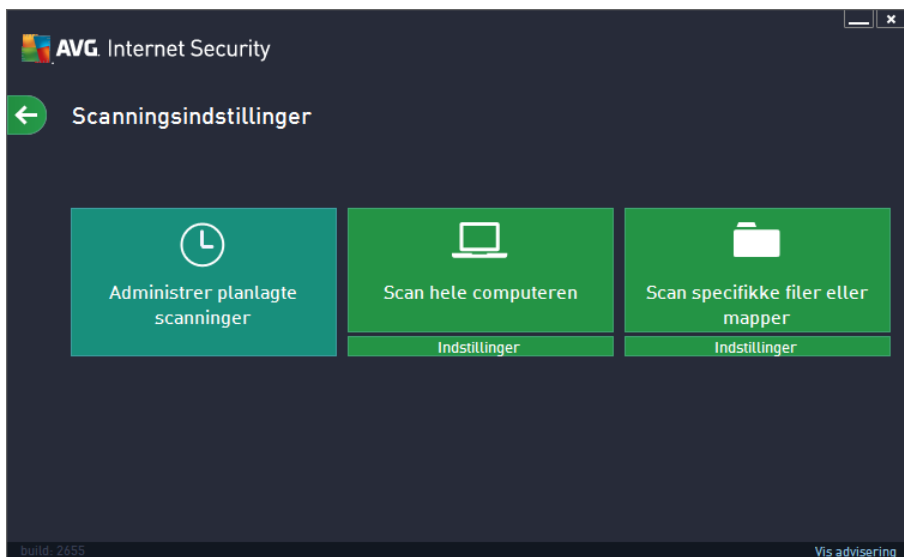 AVG. Internet Security
Scanningsindstillinger
Administrer planlagte
scanninger
Scan hele computeren
Indstillinger
Scan specifikke filer eller
mapper
Indstillinger
build: 2655
Vis advisering